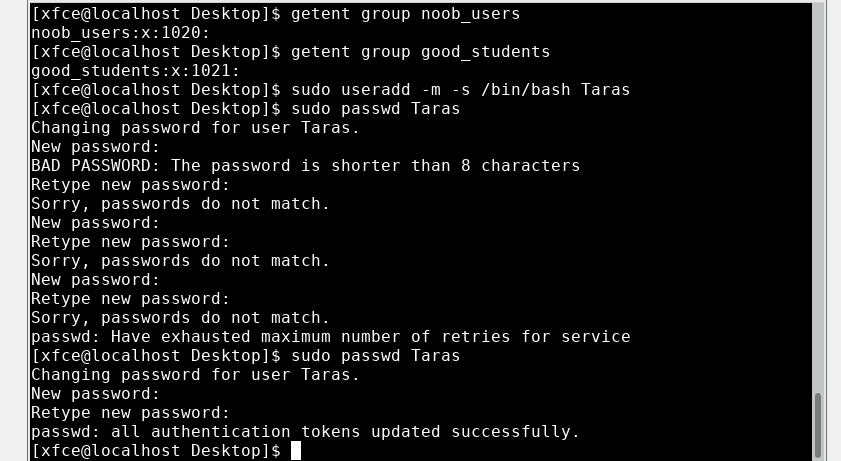 [xfce@localhost Desktop]$ getent group noob_users
noob_users:x:1020:
[xfce@localhost Desktop]$ getent group good_students
good_students:x:1021:
[xfce@localhost Desktop]$ sudo useradd -m -s /bin/bash Taras
[xfce@localhost Desktop]$ sudo passwd Taras
Changing password for user Taras.
New password:
BAD PASSWORD: The password is shorter than 8 characters
Retype new password:
Sorry, passwords do not match.
New password:
Retype new password:
Sorry, passwords do not match.
New password:
Retype new password:
Sorry, passwords do not match.
passwd: Have exhausted maximum number of retries for service
[xfce@localhost Desktop]$ sudo passwd Taras
Changing password for user Taras.
New password:
Retype new password:
passwd: all authentication tokens updated successfully.
[xfce@localhost Desktop]$